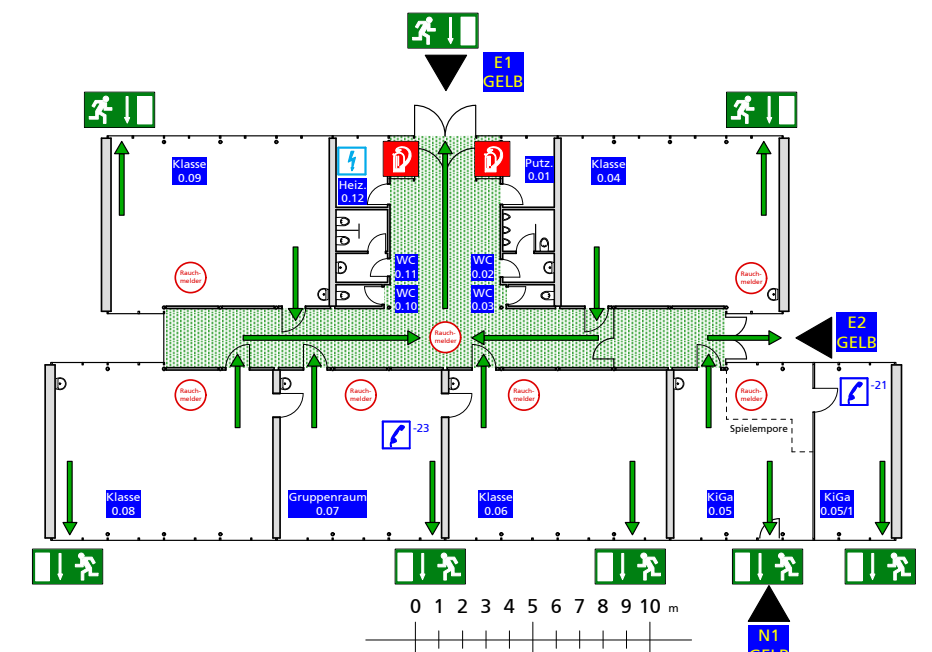 E1
GELB
Klasse
0.09
Heiz.
0.12
Putz.
0.01
Klasse
0.04
WC
0.11
WC
0.02
WC
0.10
WC
0.03
Rauch-
melder
Rauch-
melder
Rauch-
melder
E2
GELB
Rauch-
melder
Rauch-
melder
Rauch-
melder
Rauch-
melder
-21
-23
Spielempore
Klasse
0.08
Gruppenraum
0.07
Klasse
0.06
KiGa
0.05
KiGa
0.05/1
0 1 2 3 4 5 6 7 8 9 10 m
N1
GELB